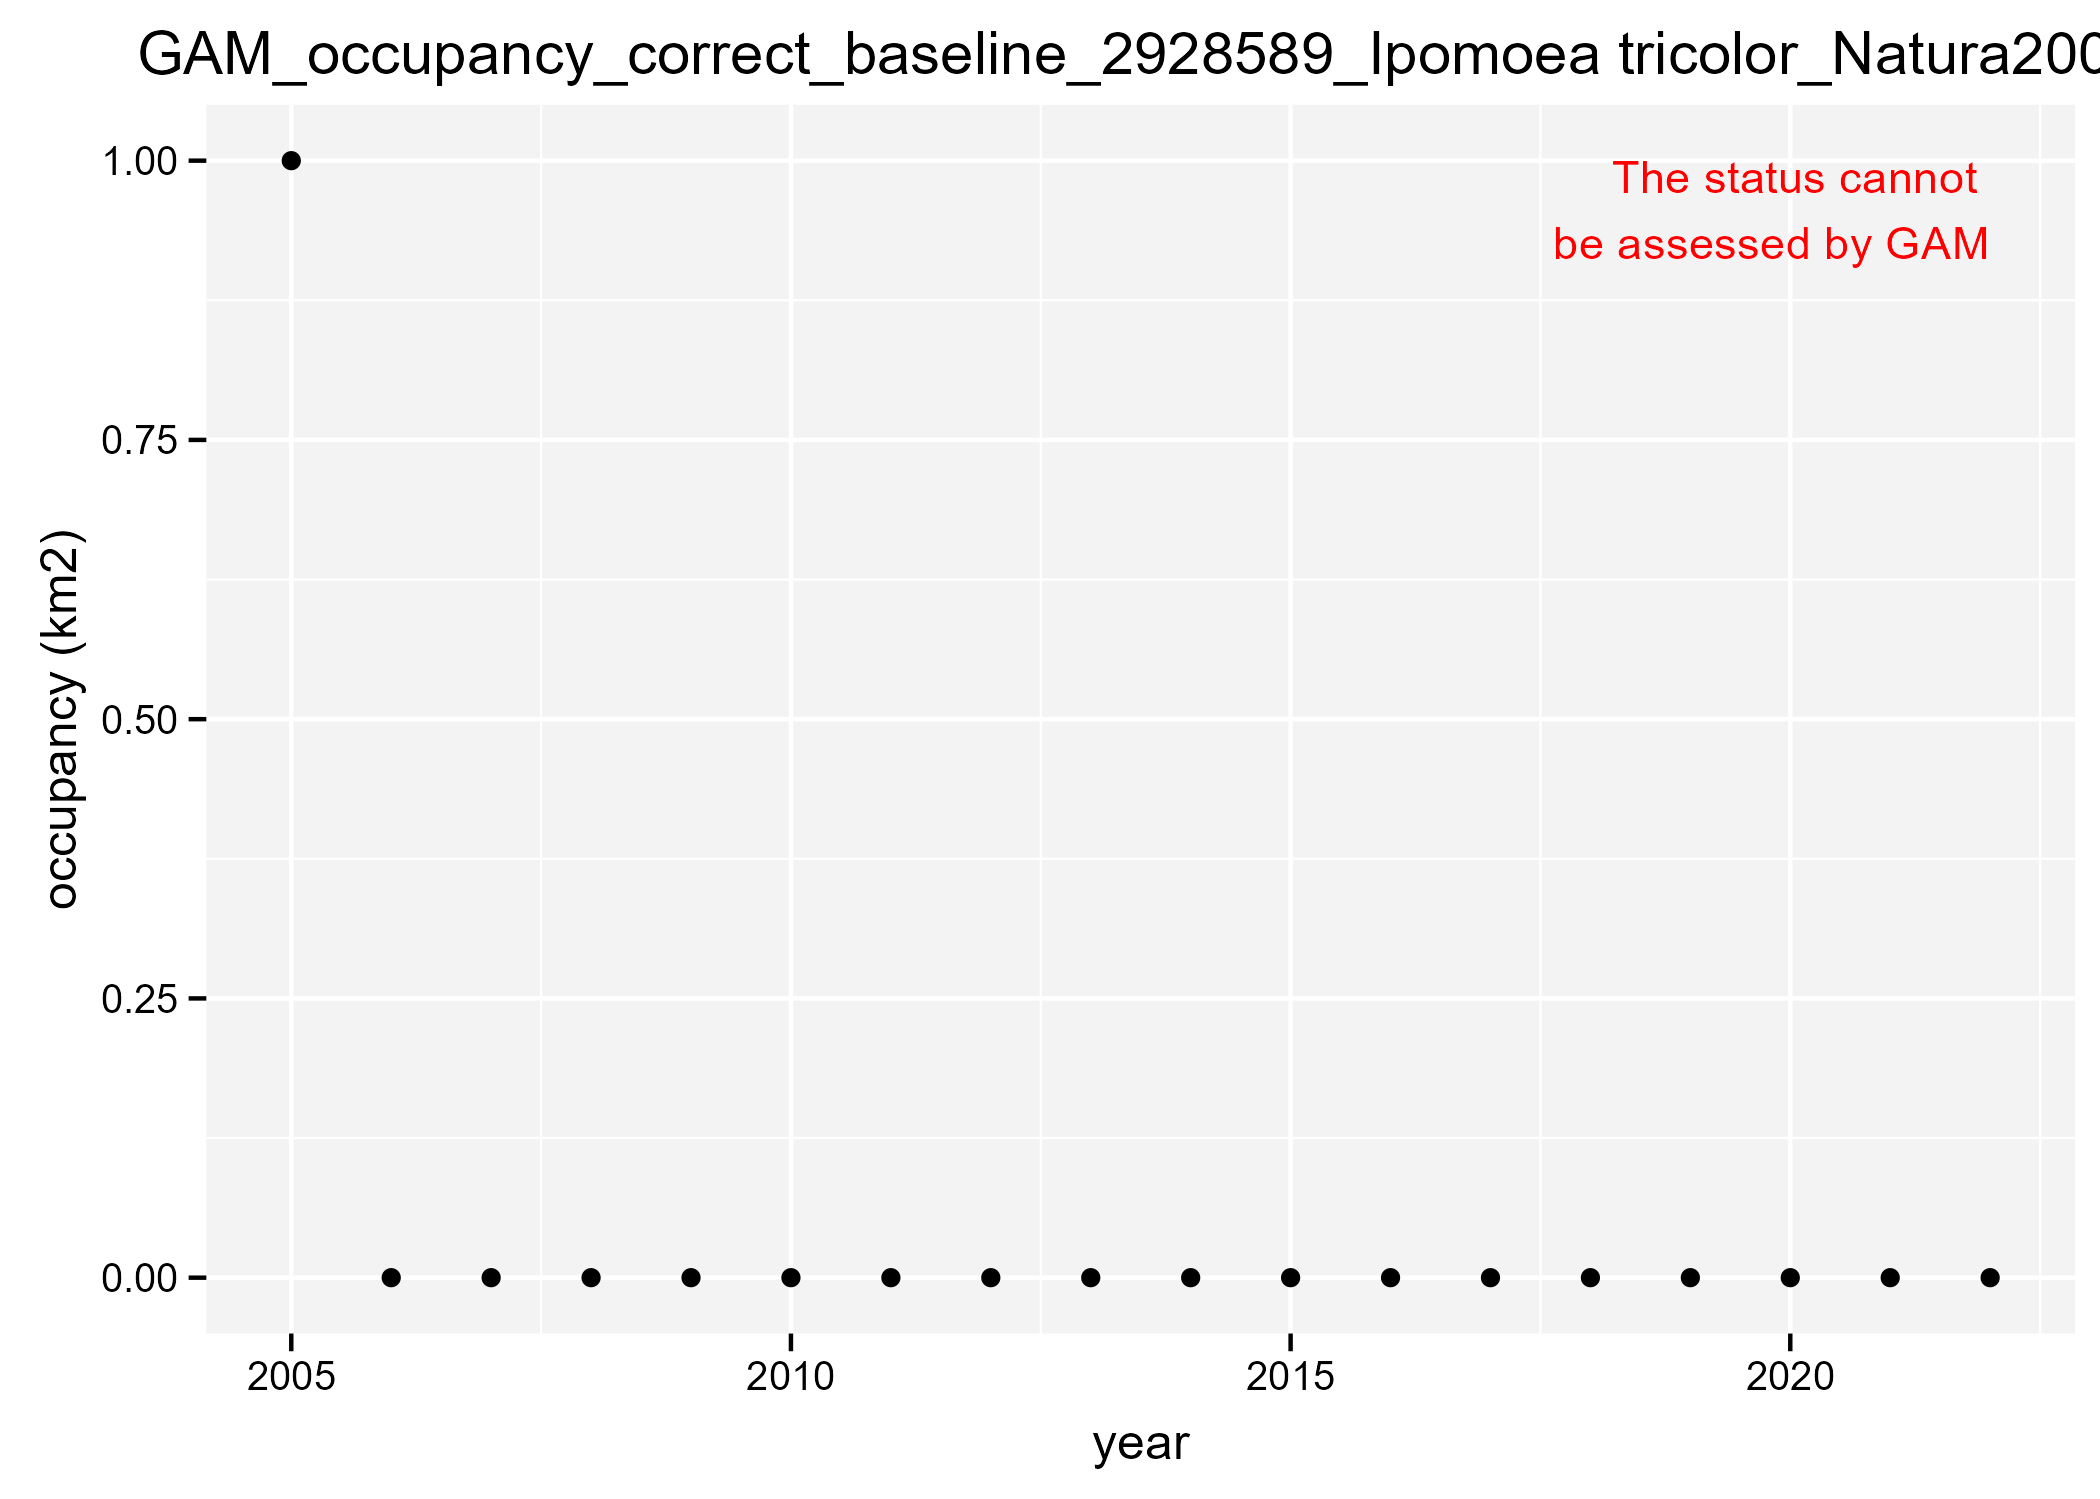 GAM_occupancy_correct_baseline_2928589_Ipomoea tricolor_Natura200
The status cannot
be assessed by GAM
1.00
0.75
0.50
0.25
0.00
occupancy (km2)
2005 2010 2015 2020
year